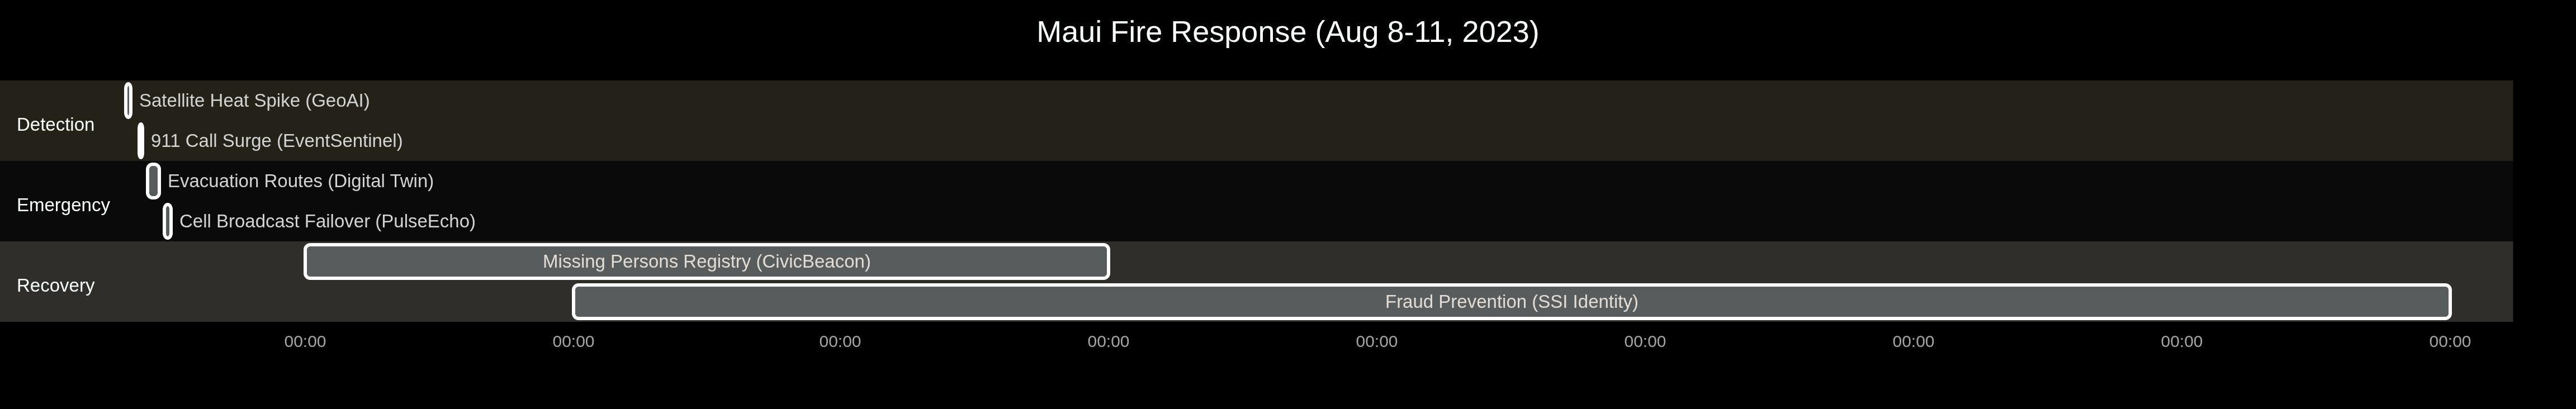 Maui Fire Response (Aug 8-11, 2023)
Detection
Satellite Heat Spike (GeoAI)
911 Call Surge (EventSentinel)
Emergency
Evacuation Routes (Digital Twin)
Cell Broadcast Failover (PulseEcho)
Recovery
Missing Persons Registry (CivicBeacon)
Fraud Prevention (SSI Identity)
00:00 00:00 00:00 00:00 00:00 00:00 00:00 00:00 00:00